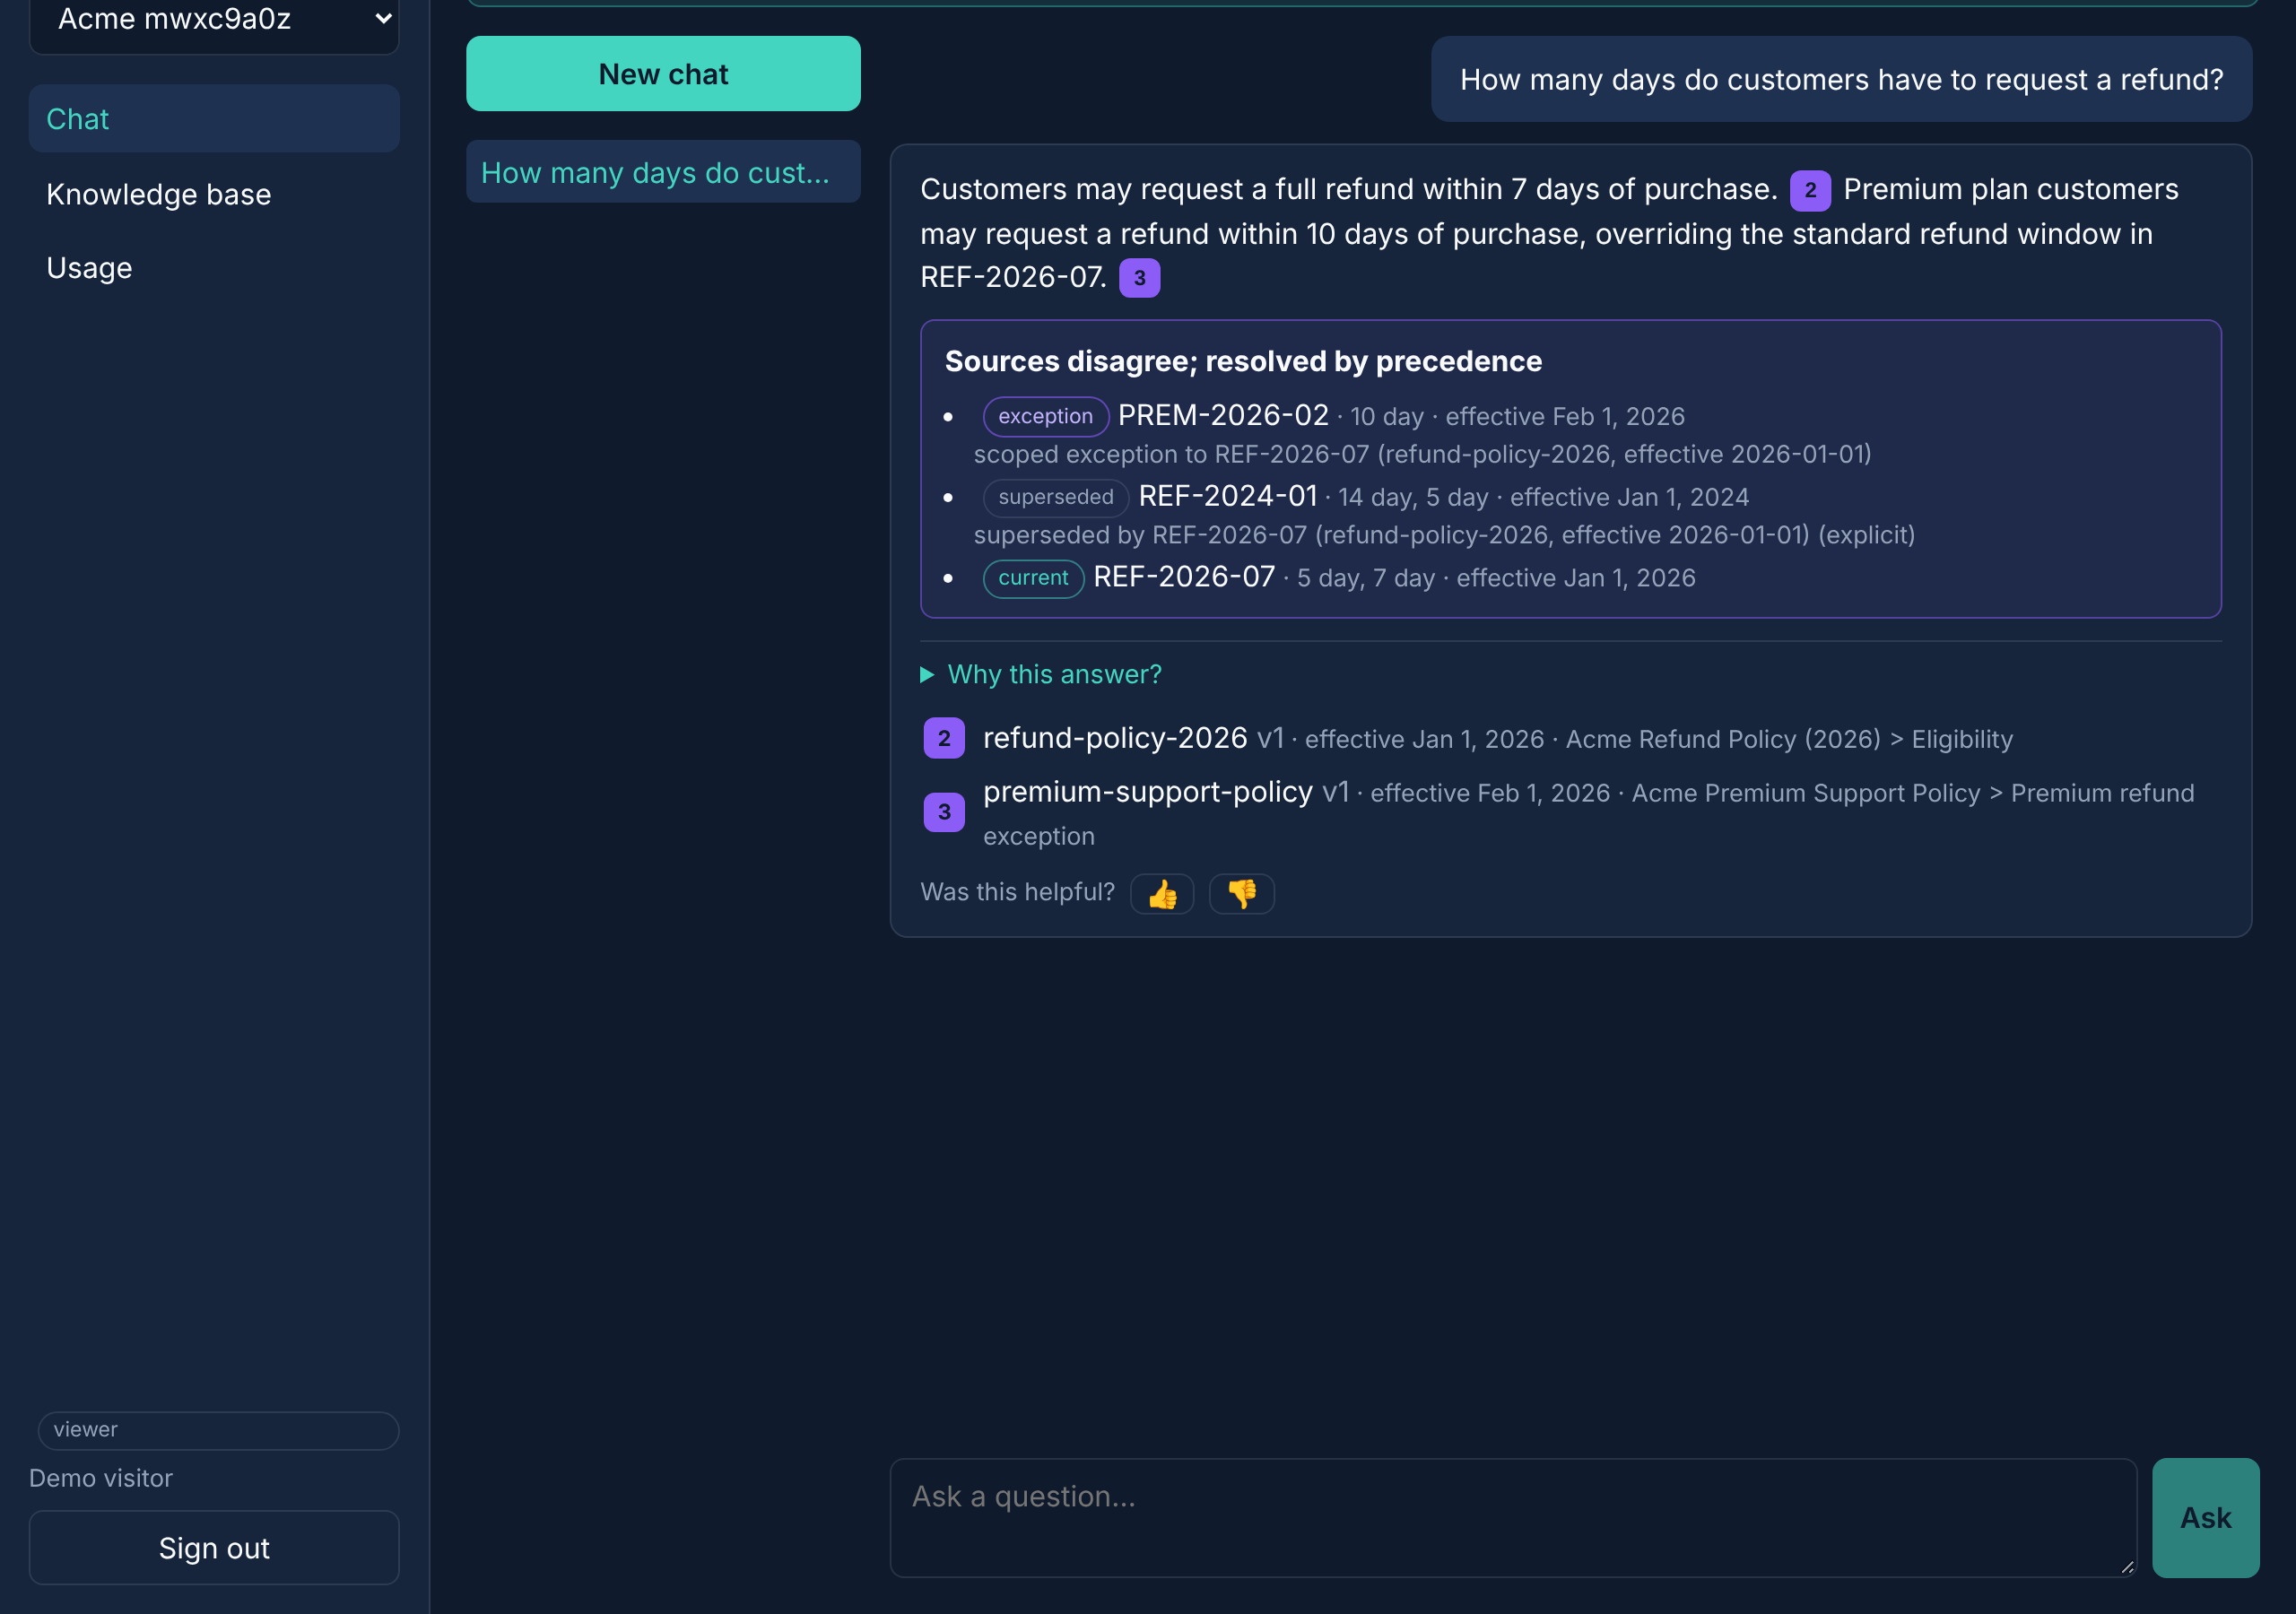 Acme mwxc9a0z
Chat
Knowledge base
Usage
viewer
Demo visitor
Sign out
New chat
How many days do cust...
How many days do customers have to request a refund?
Customers may request a full refund within 7 days of purchase. 2 Premium plan customers
may request a refund within 10 days of purchase, overriding the standard refund window in
REF-2026-07. 3
Sources disagree; resolved by precedence
exception PREM-2026-02 · 10 day · effective Feb 1, 2026
scoped exception to REF-2026-07 (refund-policy-2026, effective 2026-01-01)
superseded REF-2024-01 · 14 day, 5 day · effective Jan 1, 2024
superseded by REF-2026-07 (refund-policy-2026, effective 2026-01-01) (explicit)
current REF-2026-07 · 5 day, 7 day · effective Jan 1, 2026
Why this answer?
2 refund-policy-2026 v1 · effective Jan 1, 2026 · Acme Refund Policy (2026) > Eligibility
3 premium-support-policy v1 · effective Feb 1, 2026 · Acme Premium Support Policy > Premium refund
exception
Was this helpful?
Ask a question...
Ask